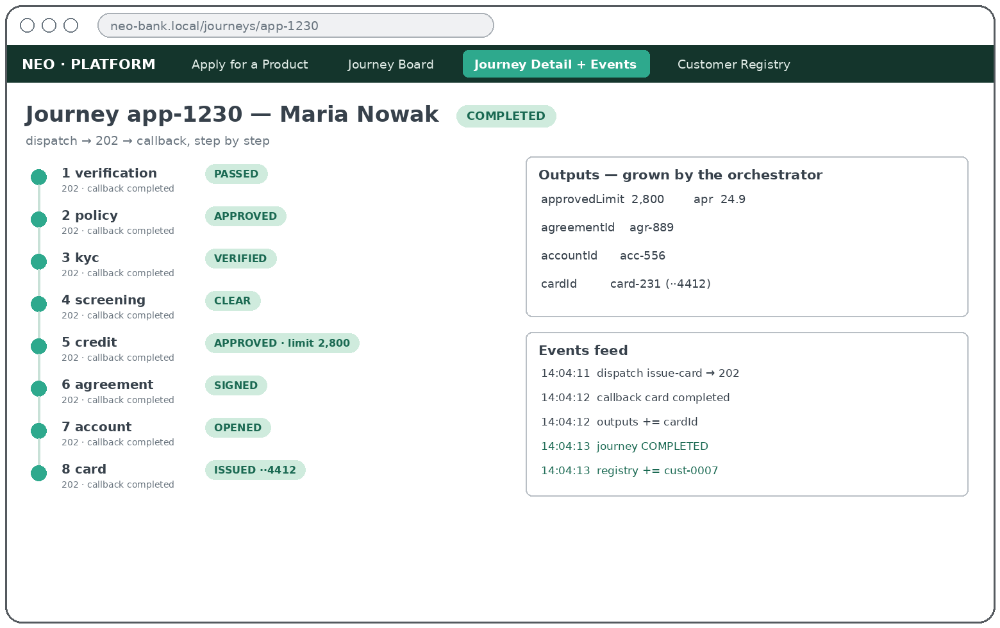 neo-bank.local/journeys/app-1230
NEO · PLATFORM Apply for a Product Journey Board Journey Detail + Events Customer Registry
Journey app-1230 — Maria Nowak COMPLETED
dispatch → 202 → callback, step by step
1 verification PASSED
202 · callback completed
2 policy APPROVED
202 · callback completed
3 kyc VERIFIED
202 · callback completed
4 screening CLEAR
202 · callback completed
5 credit APPROVED · limit 2,800
202 · callback completed
6 agreement SIGNED
202 · callback completed
7 account OPENED
202 · callback completed
8 card ISSUED ··4412
202 · callback completed
Outputs — grown by the orchestrator
approvedLimit 2,800 apr 24.9
agreementId agr-889
accountId acc-556
cardId card-231 (··4412)
Events feed
14:04:11 dispatch issue-card → 202
14:04:12 callback card completed
14:04:12 outputs += cardId
14:04:13 journey COMPLETED
14:04:13 registry += cust-0007